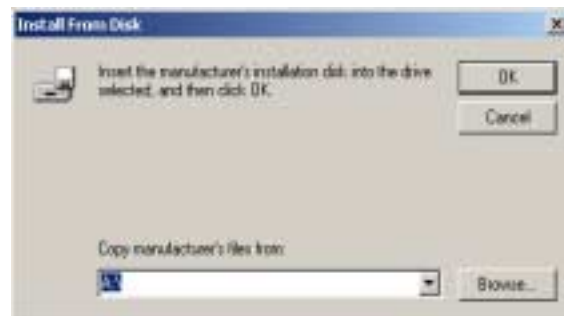 Install From Disk
Insert the manufacturer's installation disk into the drive
selected, and then click OK.
OK
Cancel
Copy manufacturer's files from:
A:\
Browse...